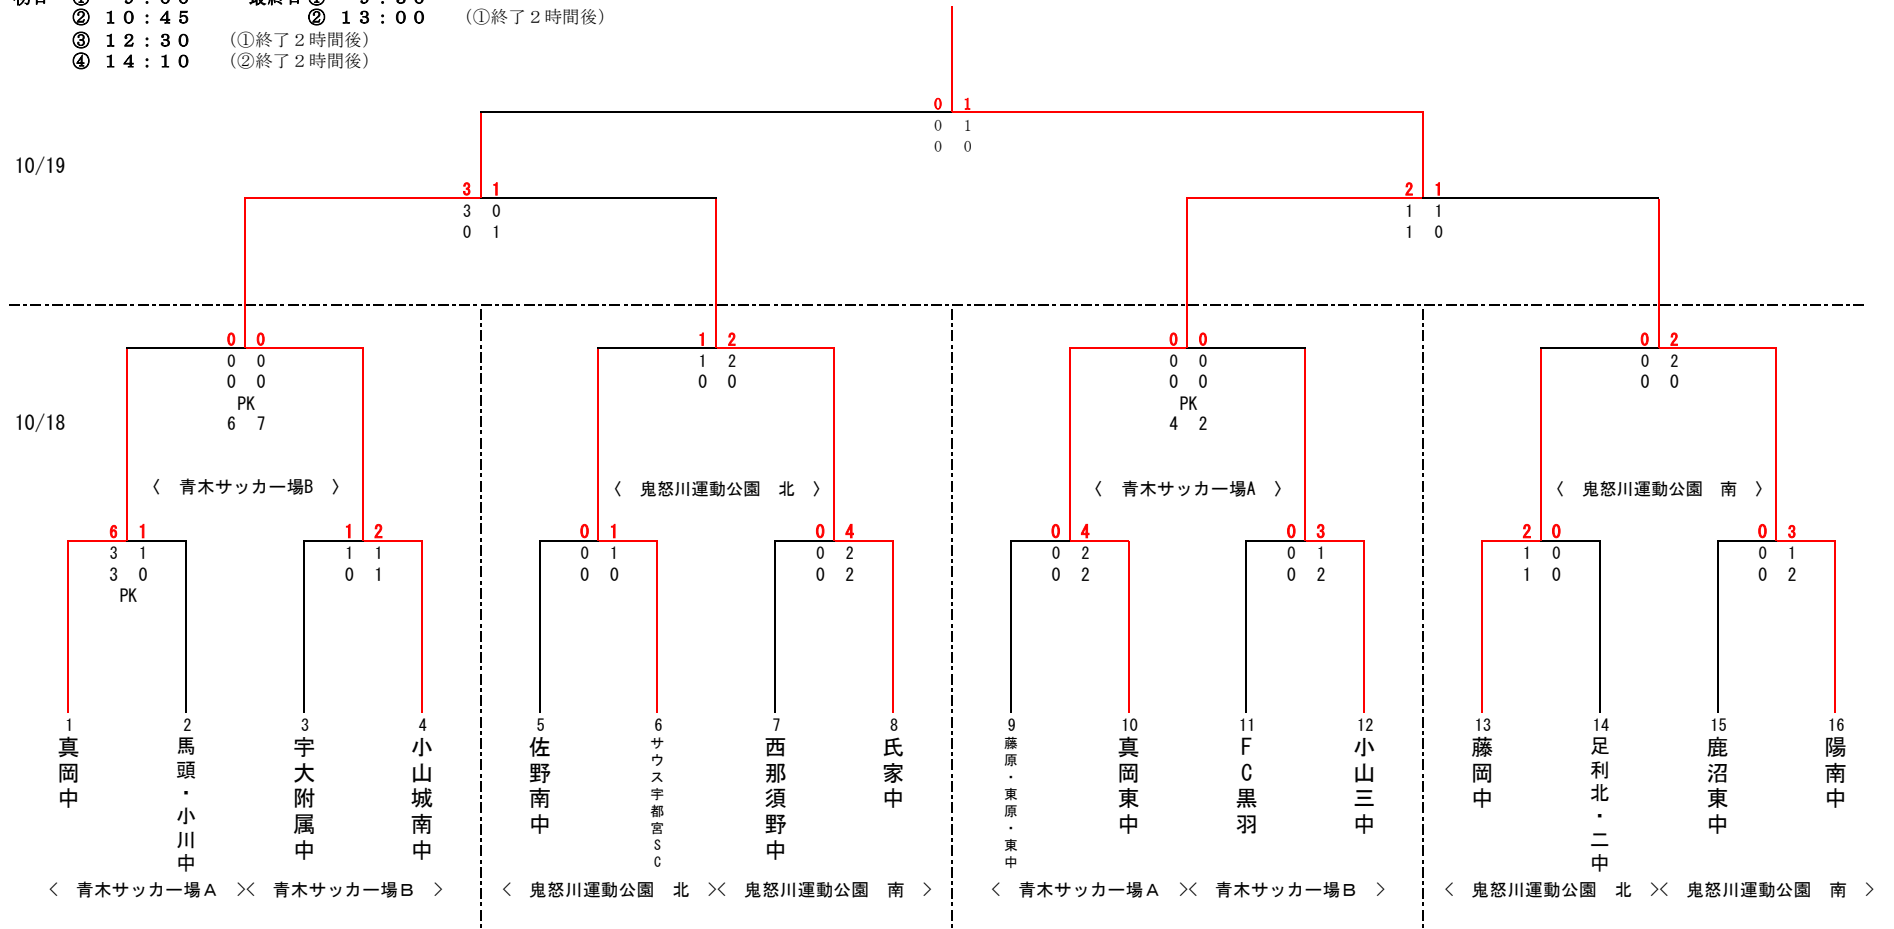 ② 10:45 ② 13:00 (①終了２時間後)
③ 12:30 (①終了２時間後)
④ 14:10 (②終了２時間後)
0 1
0 1
0 0
10/19
3 1 2 1
3 0 1 1
0 1 1 0
0 0 1 2 0 0 0 2
0 0 1 2 0 0 0 2
0 0 0 0 0 0 0 0
PK PK
10/18 6 7 4 2
〈 青木サッカー場B 〉 〈 鬼怒川運動公園 北 〉 〈 青木サッカー場A 〉 〈 鬼怒川運動公園 南 〉
6 1 1 2 0 1 0 4 0 4 0 3 2 0 0 3
3 1 1 1 0 1 0 2 0 2 0 1 1 0 0 1
3 0 0 1 0 0 0 2 0 2 0 2 1 0 0 2
PK
1 2 3 4 5 6 7 8 9 10 11 12 13 14 15 16
真岡中
馬頭・小川中
宇大附属中
小山城南中
佐野南中
サウス宇都宮SC
西那須野中
氏家中
藤原・東原・東中
真岡東中
FC黒羽
小山三中
藤岡中
足利北・二中
鹿沼東中
陽南中
〈 青木サッカー場Ａ 〉〈 青木サッカー場Ｂ 〉 〈 鬼怒川運動公園 北 〉〈 鬼怒川運動公園 南 〉 〈 青木サッカー場Ａ 〉〈 青木サッカー場Ｂ 〉 〈 鬼怒川運動公園 北 〉〈 鬼怒川運動公園 南 〉